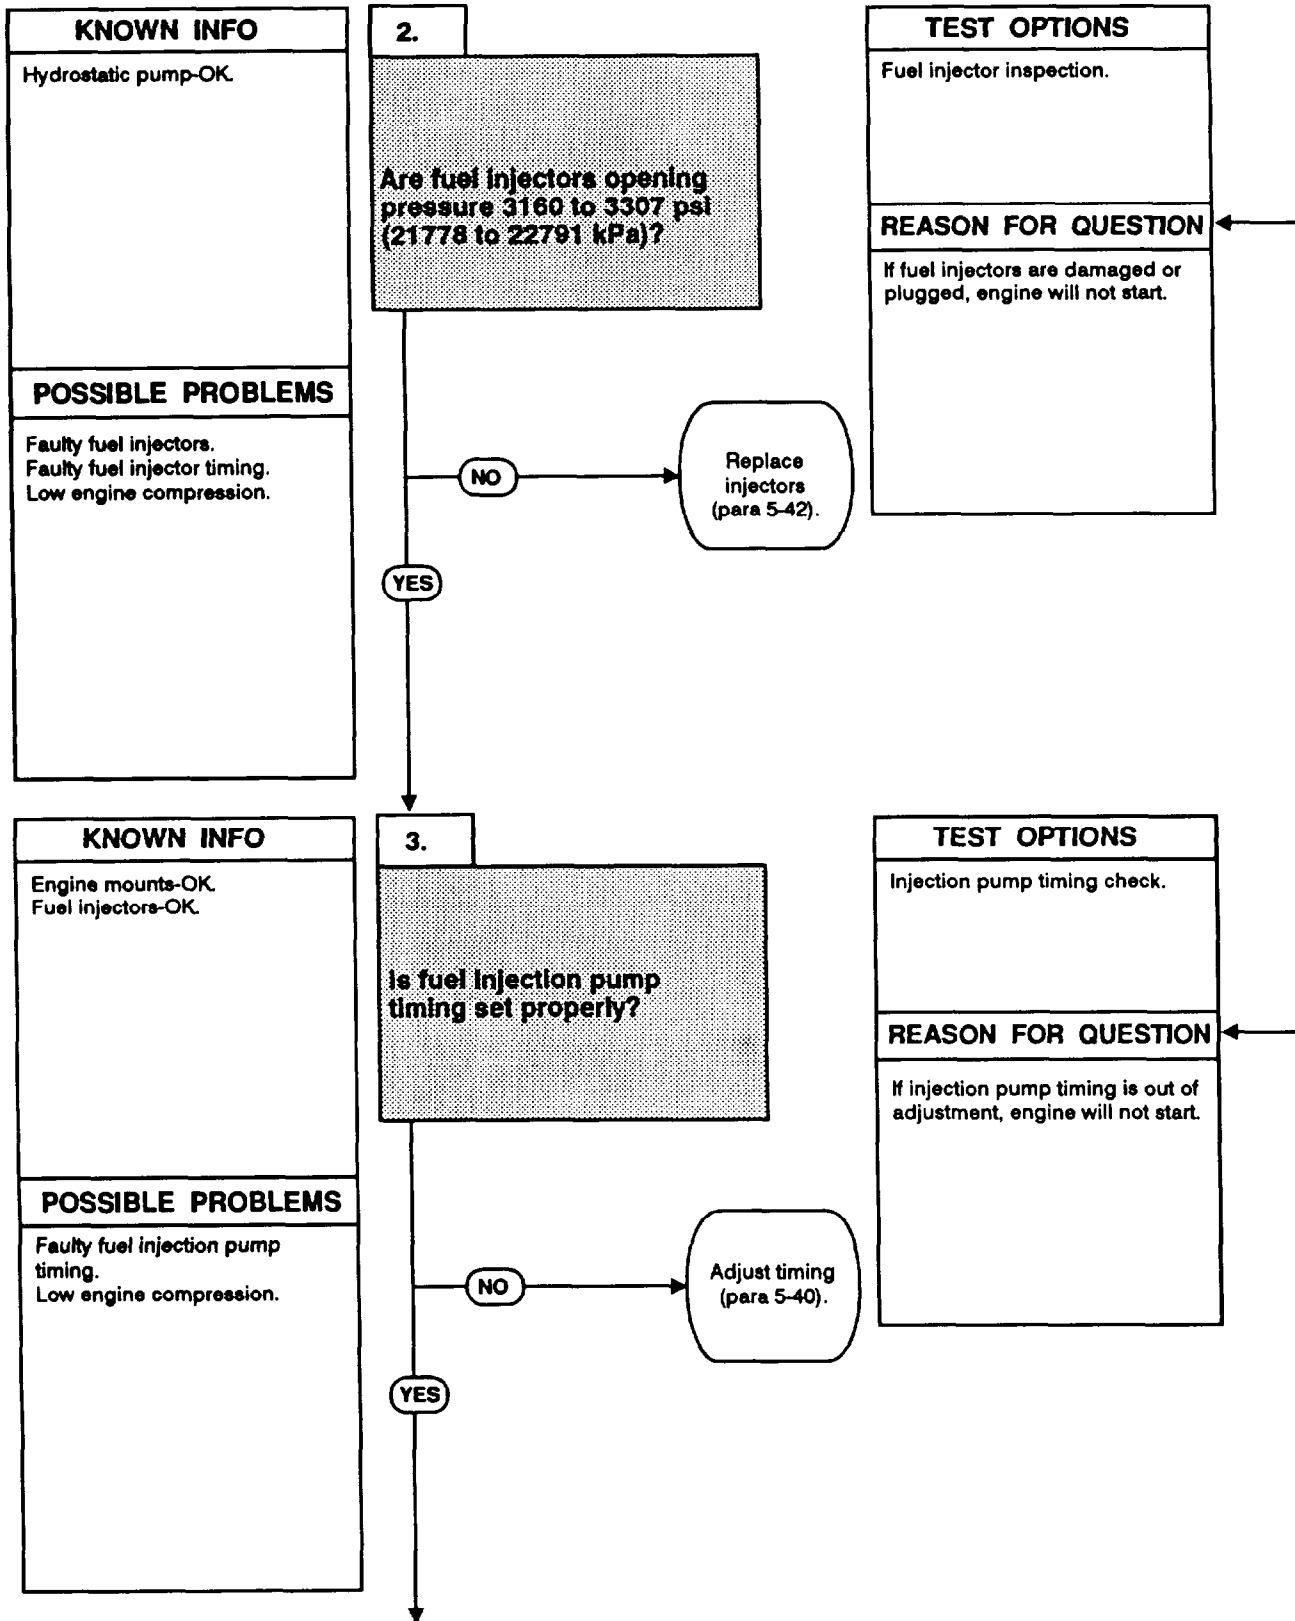 KNOWN INFO
Hydrostatic pump-OK.
POSSIBLE PROBLEMS
Faulty fuel injectors.
Faulty fuel injector timing.
Low engine compression.
2.
Are fuel injectors opening
pressure 3160 to 3307 psi
(21778 to 22791 kPa)?
NO
Replace
injectors
(para 5-42).
YES
TEST OPTIONS
Fuel injector inspection.
REASON FOR QUESTION
If fuel injectors are damaged or
plugged, engine will not start.
KNOWN INFO
Engine mounts-OK.
Fuel injectors-OK.
POSSIBLE PROBLEMS
Faulty fuel injection pump
timing.
Low engine compression.
3.
Is fuel injection pump
timing set properly?
NO
Adjust timing
(para 5-40).
YES
TEST OPTIONS
Injection pump timing check.
REASON FOR QUESTION
If injection pump timing is out of
adjustment, engine will not start.